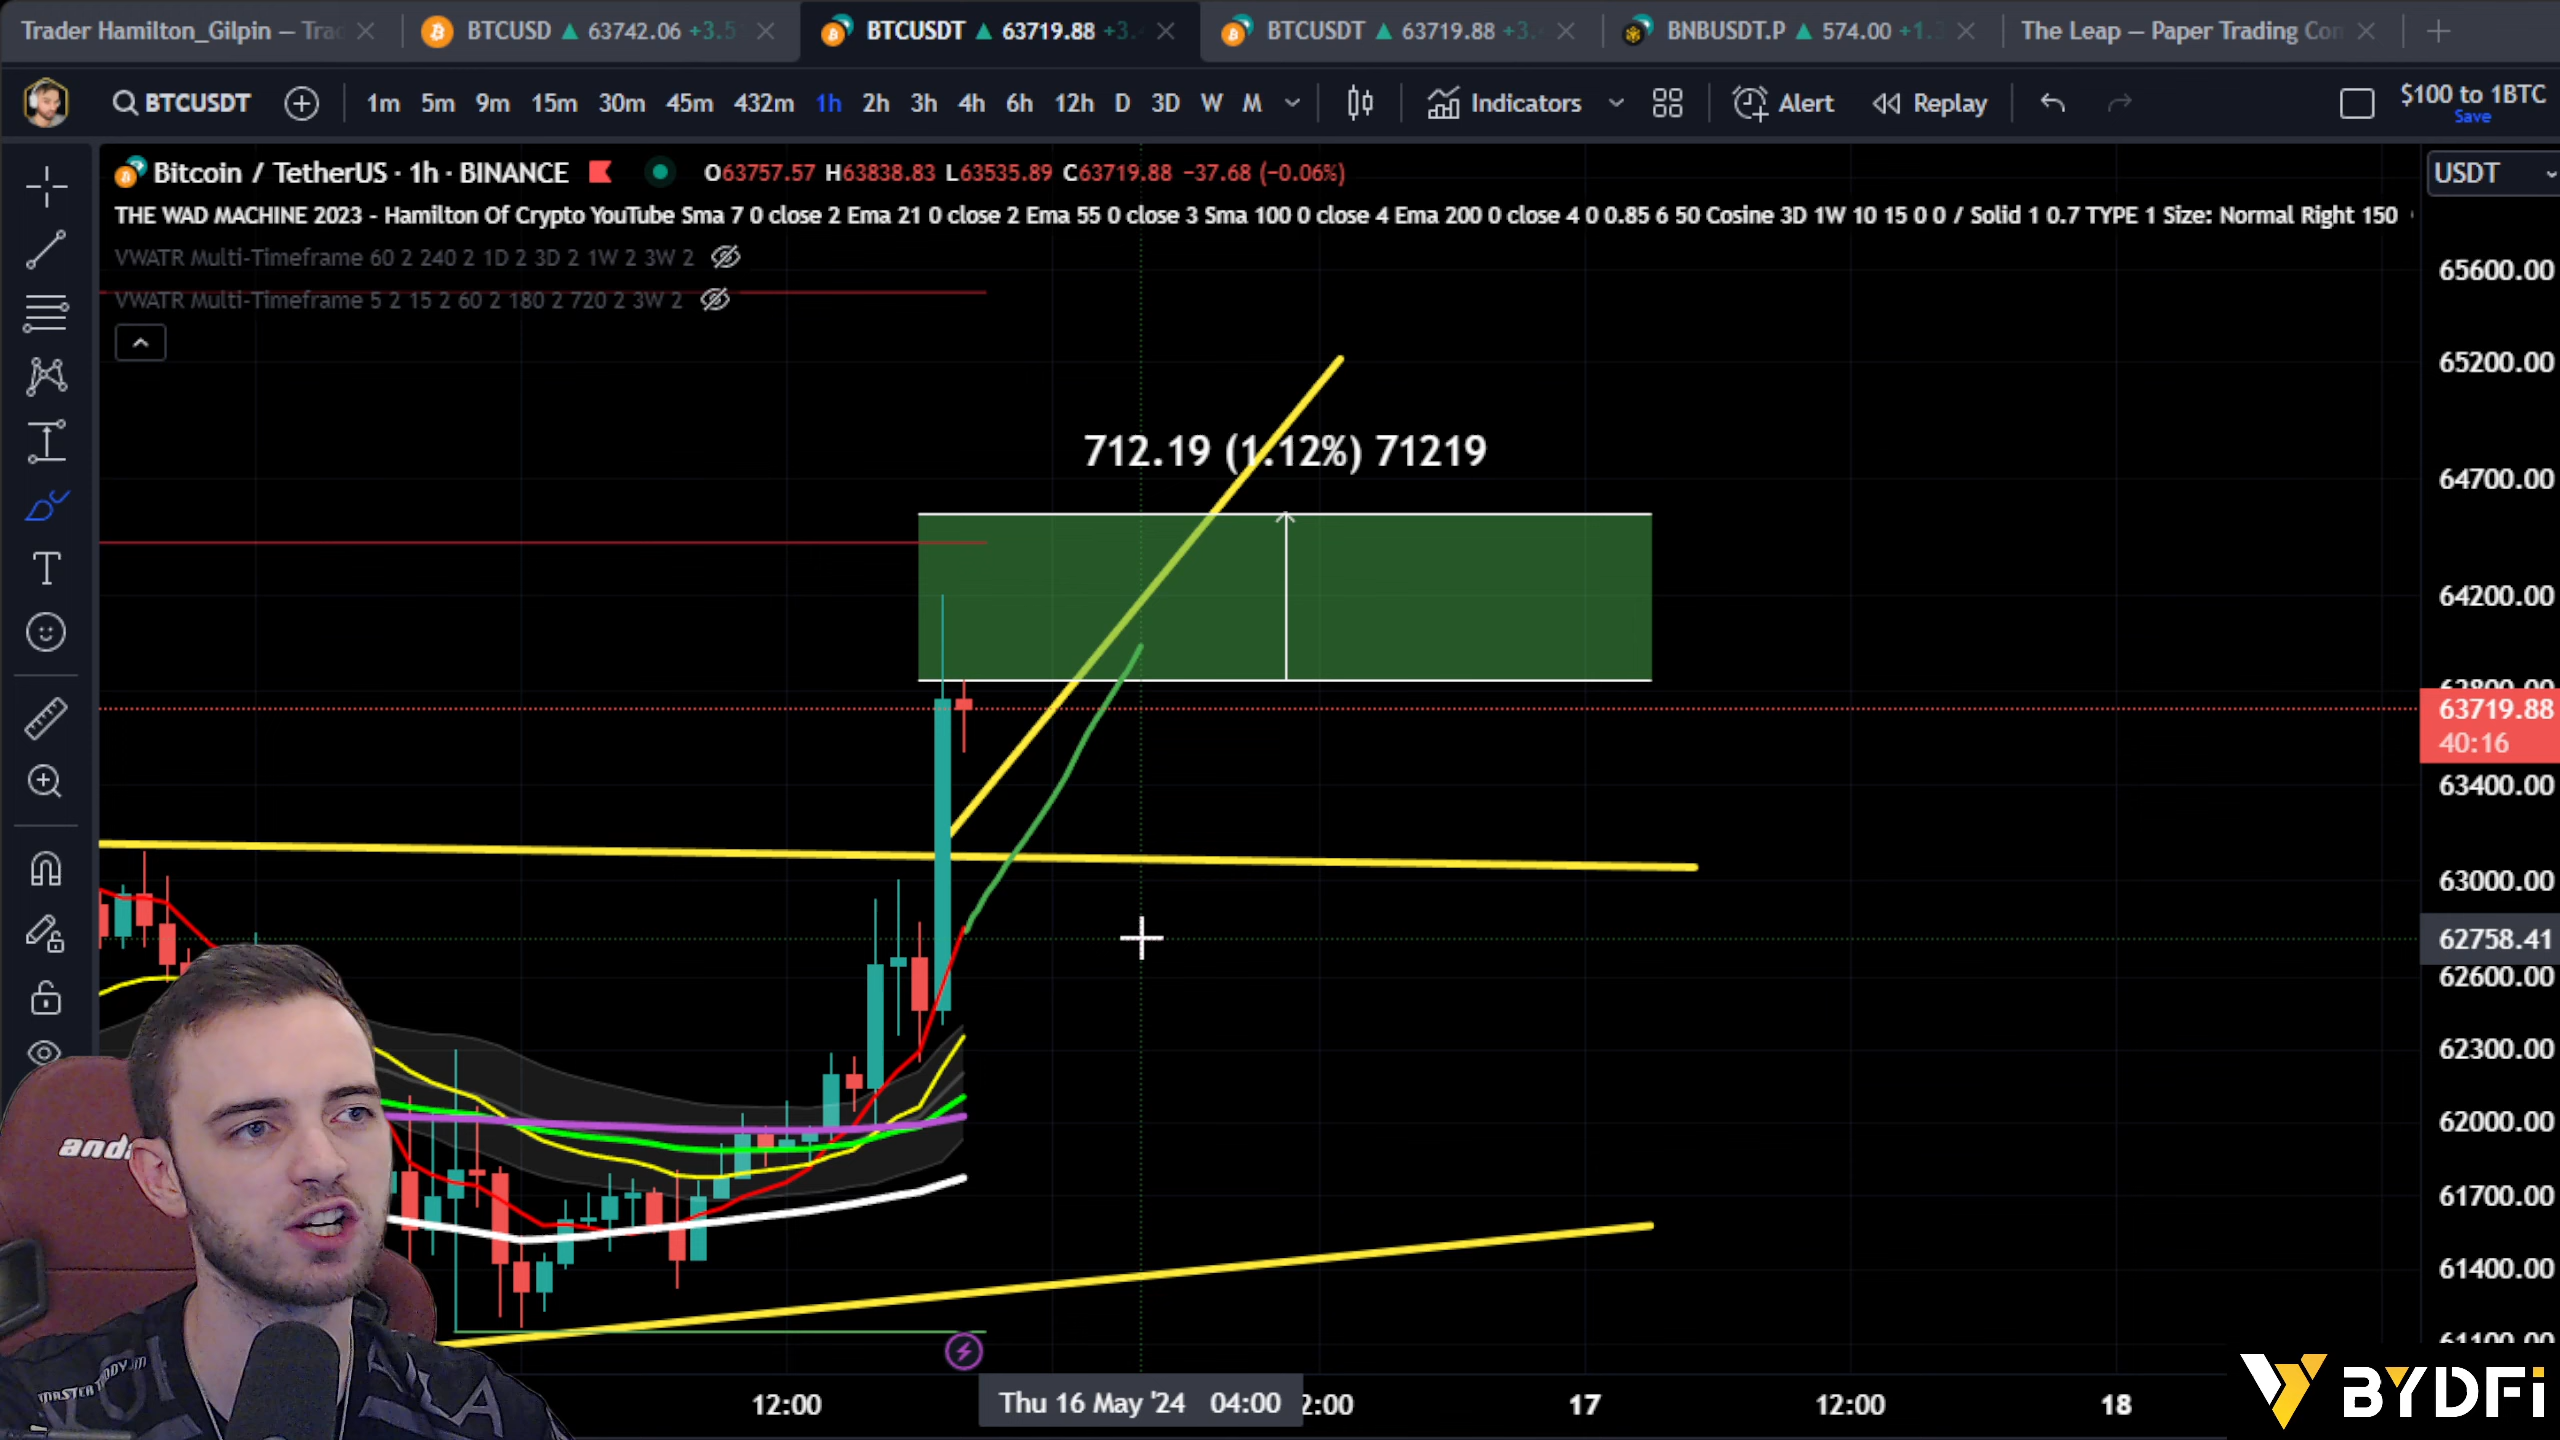 Trader Hamilton_Gilpin — Trad
BTCUSD ▲ 63742.06 +3.5
BTCUSDT ▲ 63719.88 +3.
BTCUSDT ▲ 63719.88 +3.
BNBUSDT.P ▲ 574.00 +1.3
The Leap — Paper Trading Com
BTCUSDT 1m 5m 9m 15m 30m 45m 432m 1h 2h 3h 4h 6h 12h D 3D W M Indicators Alert Replay $100 to 1BTC
Save
Bitcoin / TetherUS · 1h · BINANCE O63757.57 H63838.83 L63535.89 C63719.88 −37.68 (−0.06%)
USDT
THE WAD MACHINE 2023 - Hamilton Of Crypto YouTube Sma 7 0 close 2 Ema 21 0 close 2 Ema 55 0 close 3 Sma 100 0 close 4 Ema 200 0 close 4 0 0.85 6 50 Cosine 3D 1W 10 15 0 0 / Solid 1 0.7 TYPE 1 Size: Normal Right 150
VWATR Multi-Timeframe 60 2 240 2 1D 2 3D 2 1W 2 3W 2
VWATR Multi-Timeframe 5 2 15 2 60 2 180 2 720 2 3W 2
65600.00
65200.00
712.19 (1.12%) 71219
64700.00
64200.00
63800.00
63719.88
40:16
63400.00
63000.00
62758.41
62600.00
62300.00
62000.00
61700.00
61400.00
61100.00
12:00
Thu 16 May '24 04:00
2:00
17
12:00
18
BYDFi